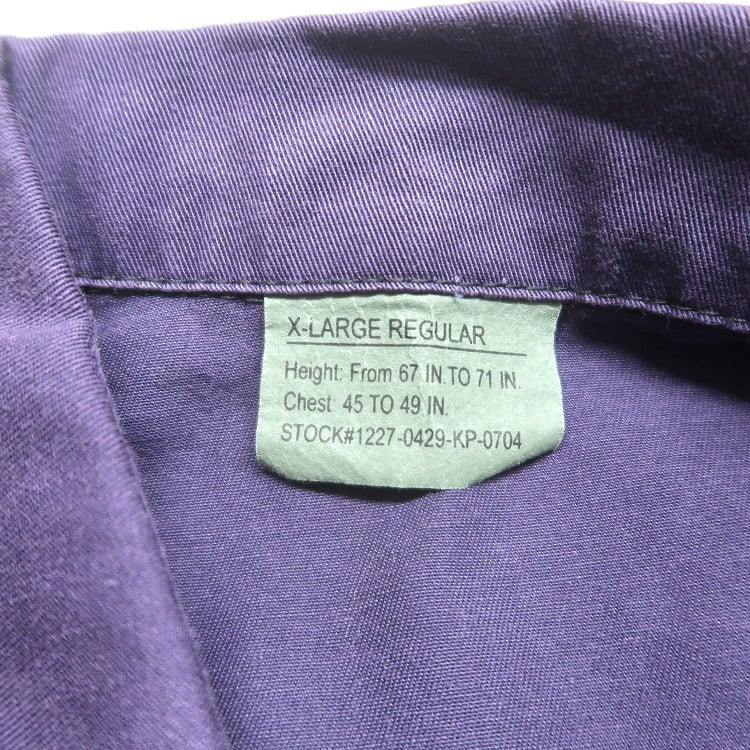 X-LARGE REGULAR
Height: From 67 IN. TO 71 IN.
Chest: 45 TO 49 IN.
STOCK#1227-0429-KP-0704